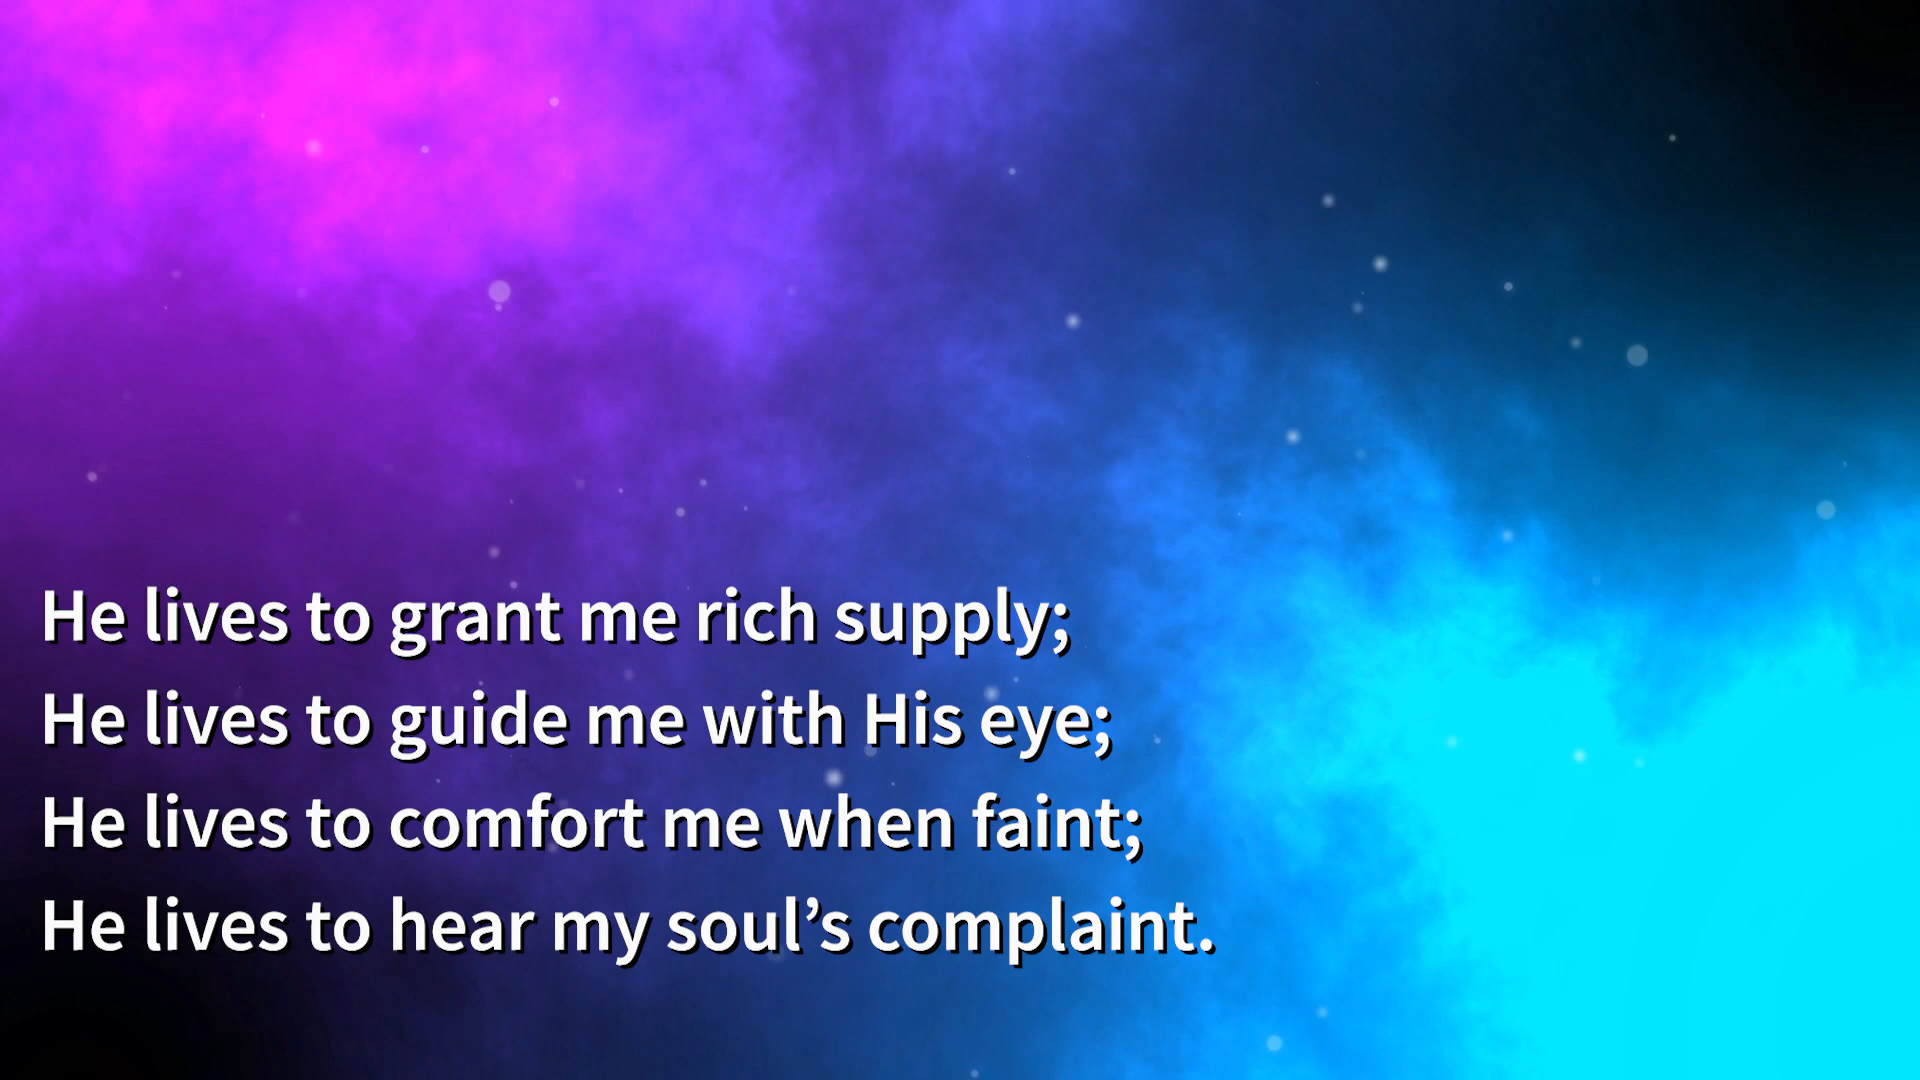 He lives to grant me rich supply;
He lives to guide me with His eye;
He lives to comfort me when faint;
He lives to hear my soul’s complaint.